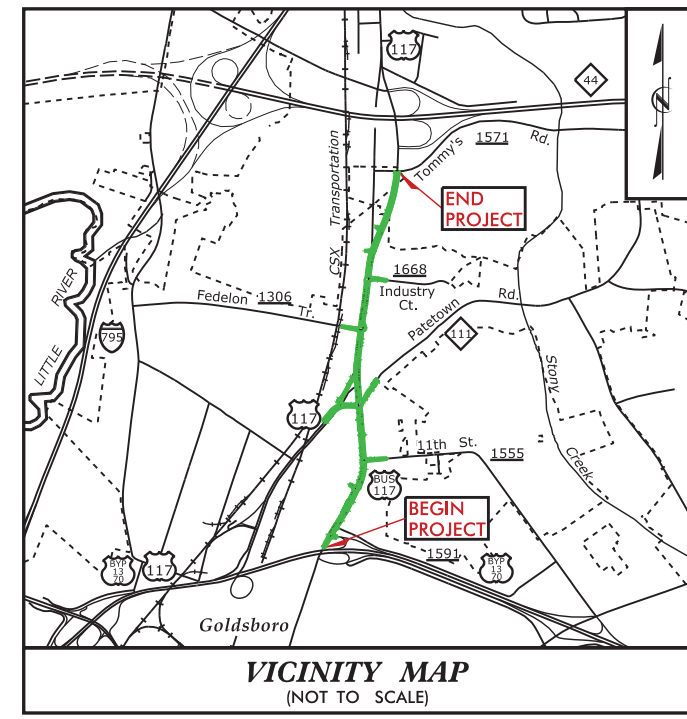 117
44
N
Tommy's 1571 Rd.
CSX Transportation
END
PROJECT
1668
Industry
Ct.
Fedelon 1306 Tr.
Patetown Rd.
111
LITTLE RIVER
795
117
Stony Creek
11th St. 1555
BUS
117
BEGIN
PROJECT
1591
BYP
13
70
117
BYP
13
70
Goldsboro
VICINITY MAP
(NOT TO SCALE)